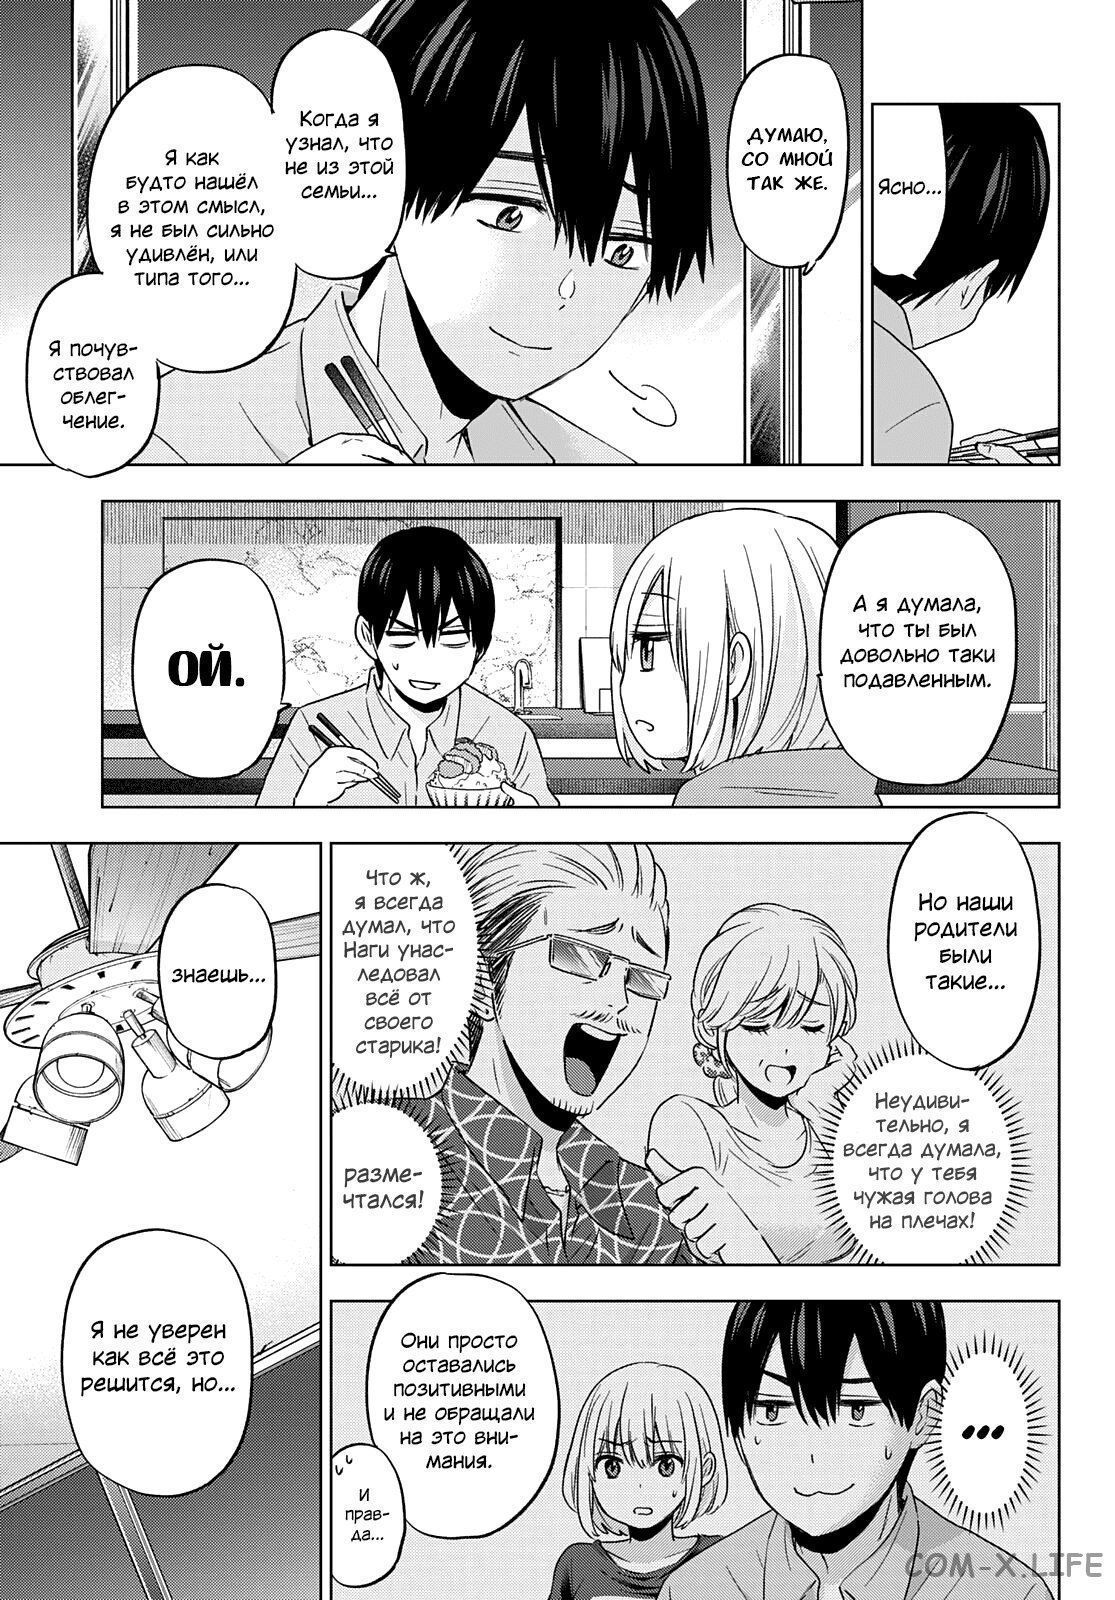 Ясно...
ДУМАЮ,
СО МНОЙ
ТАК ЖЕ.
Когда я
узнал, что
не из этой
семьи...
Я как
будто нашёл
в этом смысл,
я не был сильно
удивлён, или
типа того...
Я почув-
ствовал
облег-
чение.
А я думала,
что ты был
довольно таки
подавленным.
ОЙ.
Но наши
родители
были
такие...
Неудиви-
тельно, я
всегда думала,
что у тебя
чужая голова
на плечах!
Что ж,
я всегда
думал, что
Наги унас-
ледовал
всё от
своего
старика!
разме-
чтался!
...
Они просто
оставались
позитивными
и не обращали
на это вни-
мания.
И
прав-
да...
знаешь...
Я не уверен
как всё это
решится, но...
COM-X.LIFE